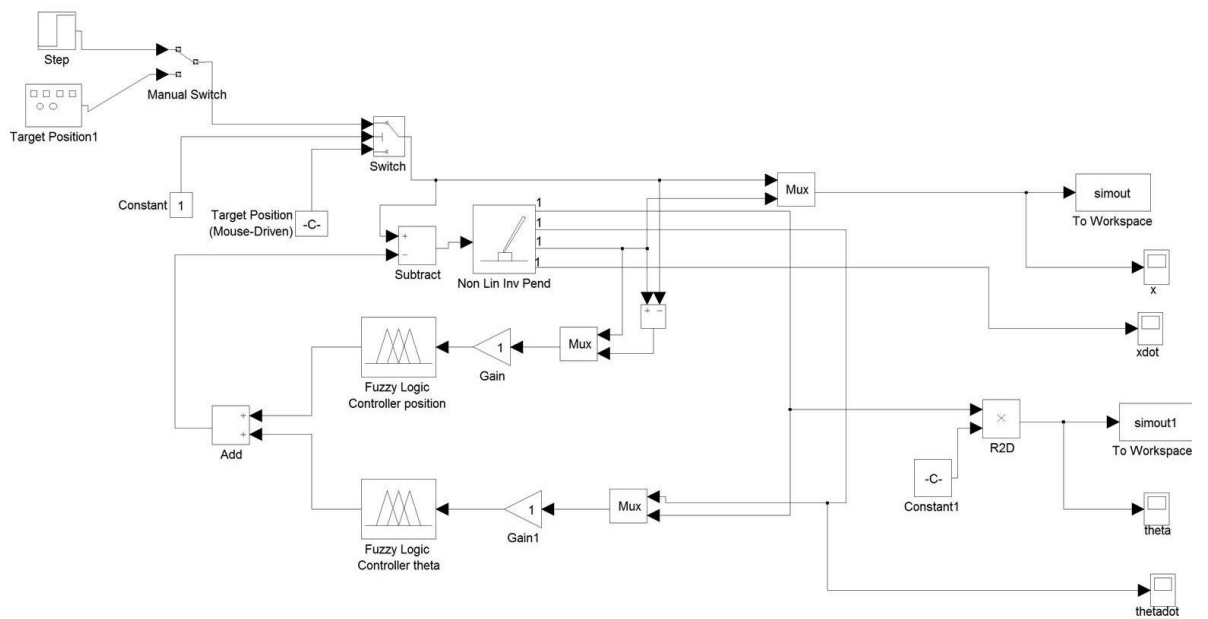 Step
Manual Switch
Target Position1
Switch
Constant
1
Target Position
(Mouse-Driven)
-C-
Mux
simout
To Workspace
+
−
Subtract
1
1
1
1
Non Lin Inv Pend
x
+ −
xdot
Mux
1
Gain
Fuzzy Logic
Controller position
+
+
Add
×
R2D
simout1
To Workspace
-C-
Constant1
Mux
1
Gain1
Fuzzy Logic
Controller theta
theta
thetadot